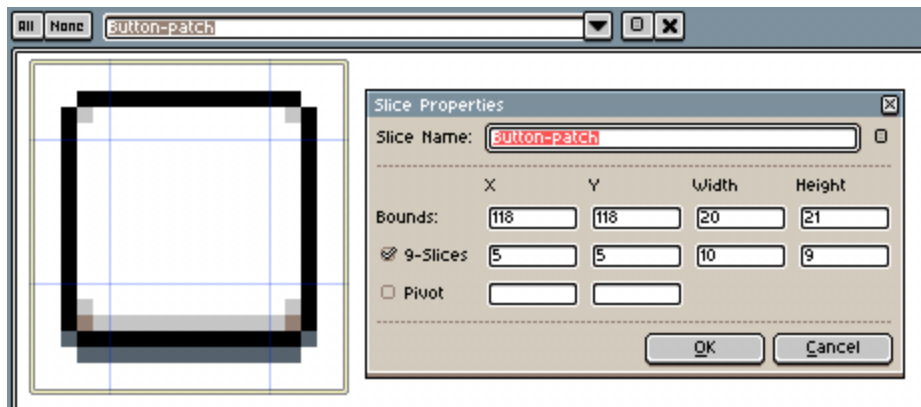 All None Button-patch
Slice Properties
Slice Name: Button-patch
X Y Width Height
Bounds: 118 118 20 21
9-Slices 5 5 10 9
Pivot
OK Cancel